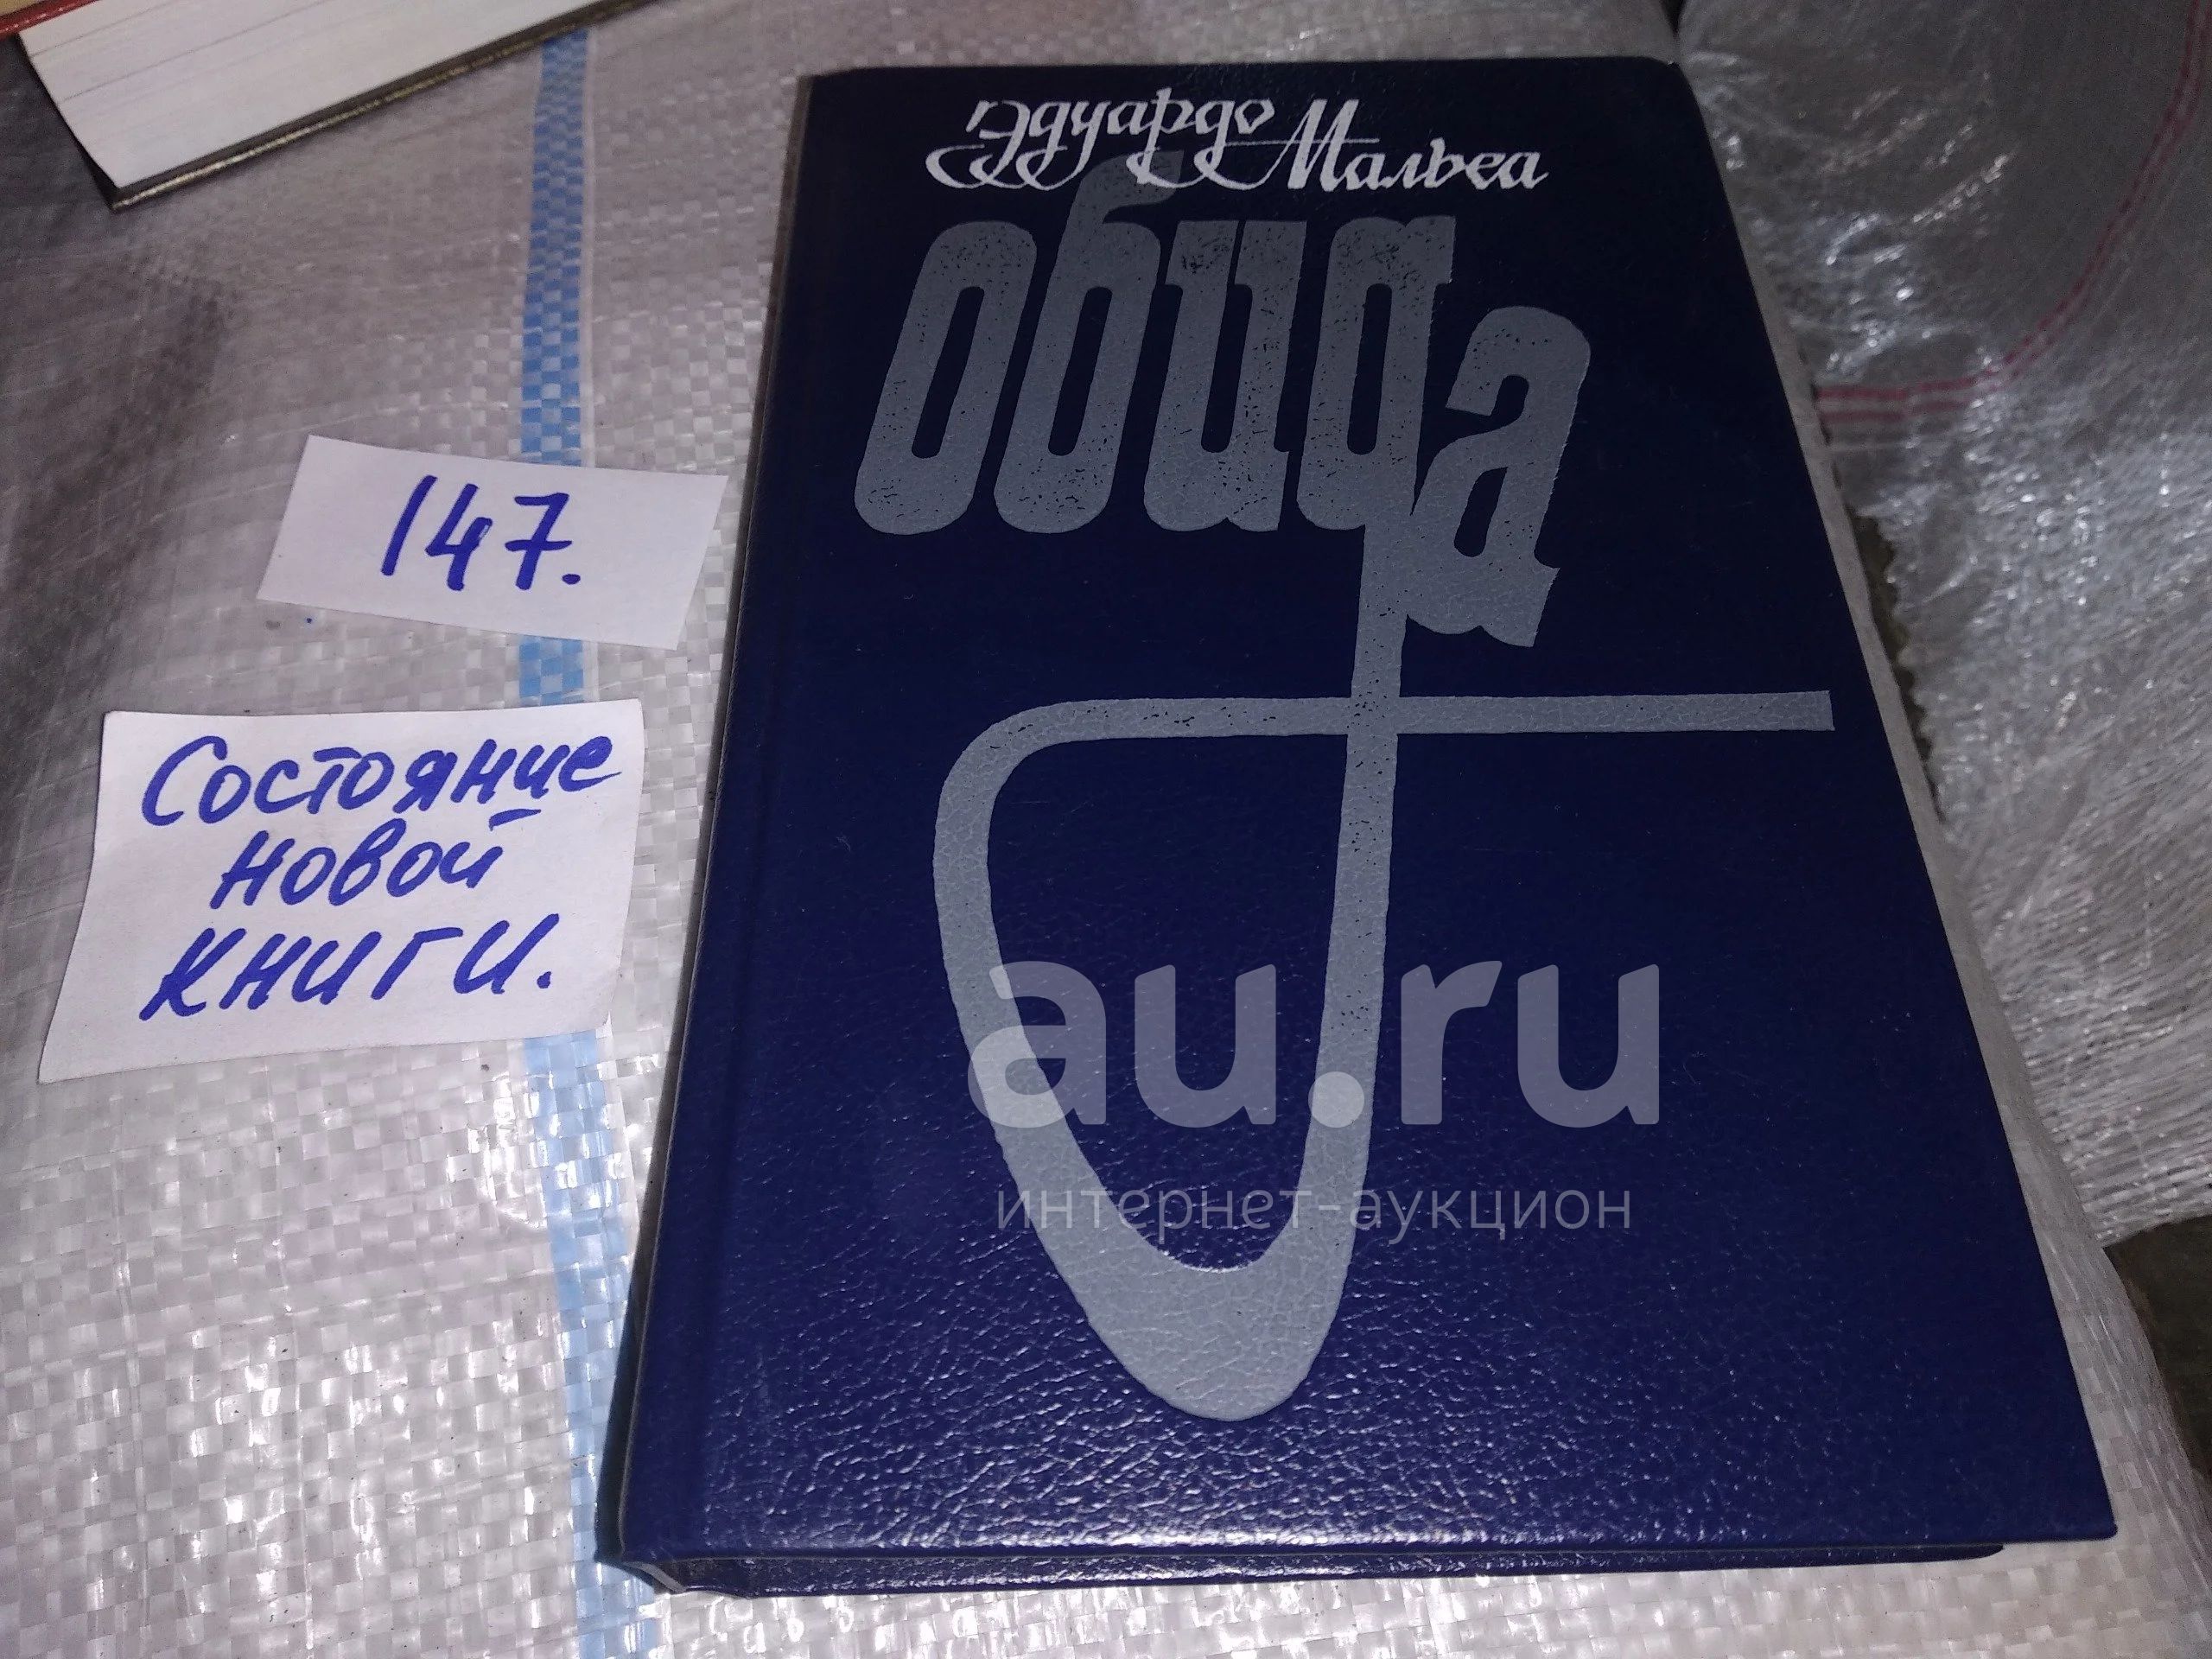 Эдуардо Мальеа
обида
147.
Состояние
новой
книги.
au.ru
интернет-аукцион